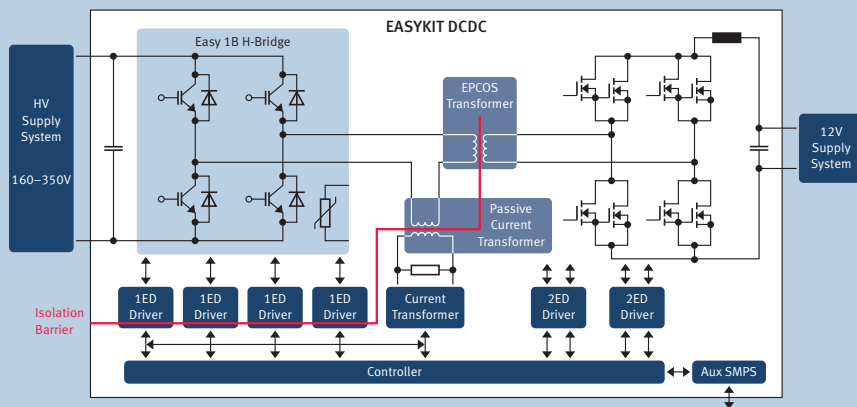 EASYKIT DCDC
Easy 1B H-Bridge
HV
Supply
System
160–350V
EPCOS
Transformer
12V
Supply
System
Passive
Current
Transformer
Isolation
Barrier
1ED
Driver
1ED
Driver
1ED
Driver
1ED
Driver
Current
Transformer
2ED
Driver
2ED
Driver
Controller
Aux SMPS